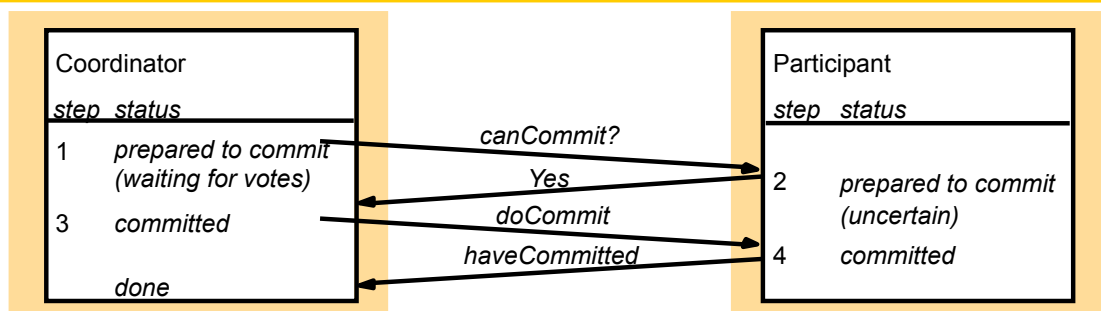 Coordinator
step status
1 prepared to commit
(waiting for votes)
3 committed
done
canCommit?
Yes
doCommit
haveCommitted
Participant
step status
2 prepared to commit
(uncertain)
4 committed